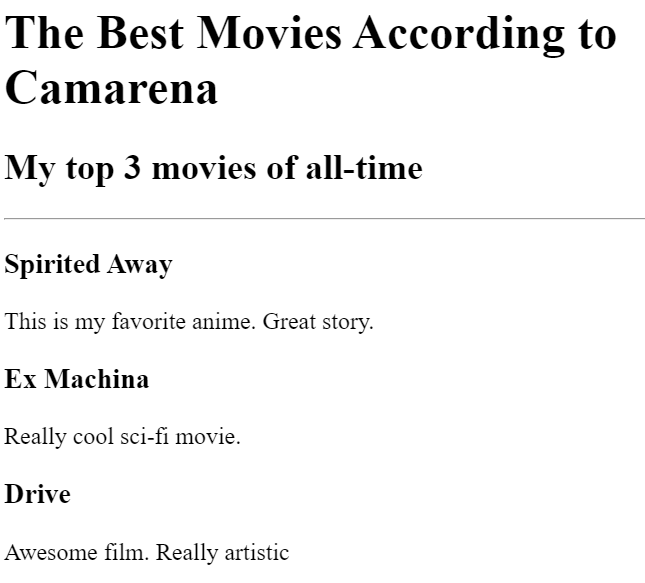 The Best Movies According to
Camarena
My top 3 movies of all-time
Spirited Away
This is my favorite anime. Great story.
Ex Machina
Really cool sci-fi movie.
Drive
Awesome film. Really artistic